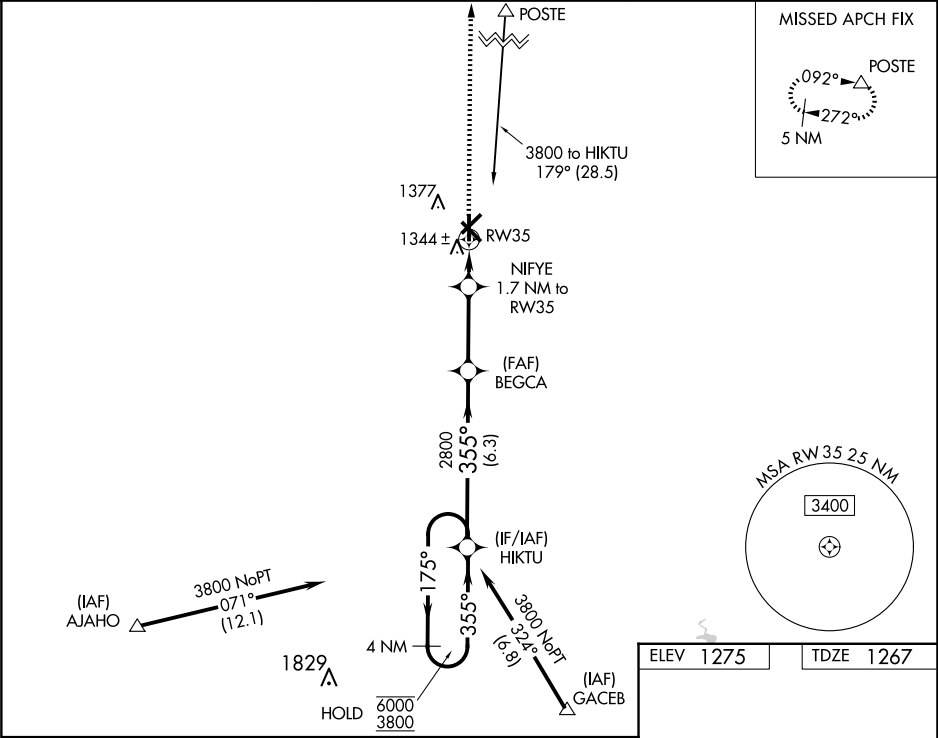 POSTE
MISSED APCH FIX
092°
POSTE
272°
5 NM
3800 to HIKTU
179° (28.5)
1377
1344 ±
RW35
NIFYE
1.7 NM to
RW35
(FAF)
BEGCA
2800
355°
(6.3)
MSA RW 35 25 NM
3400
(IF/IAF)
HIKTU
175°
355°
3800 NoPT
071°
(12.1)
(IAF)
AJAHO
3800 NoPT
324°
(6.8)
4 NM
1829
HOLD
6000
3800
(IAF)
GACEB
ELEV 1275
TDZE 1267